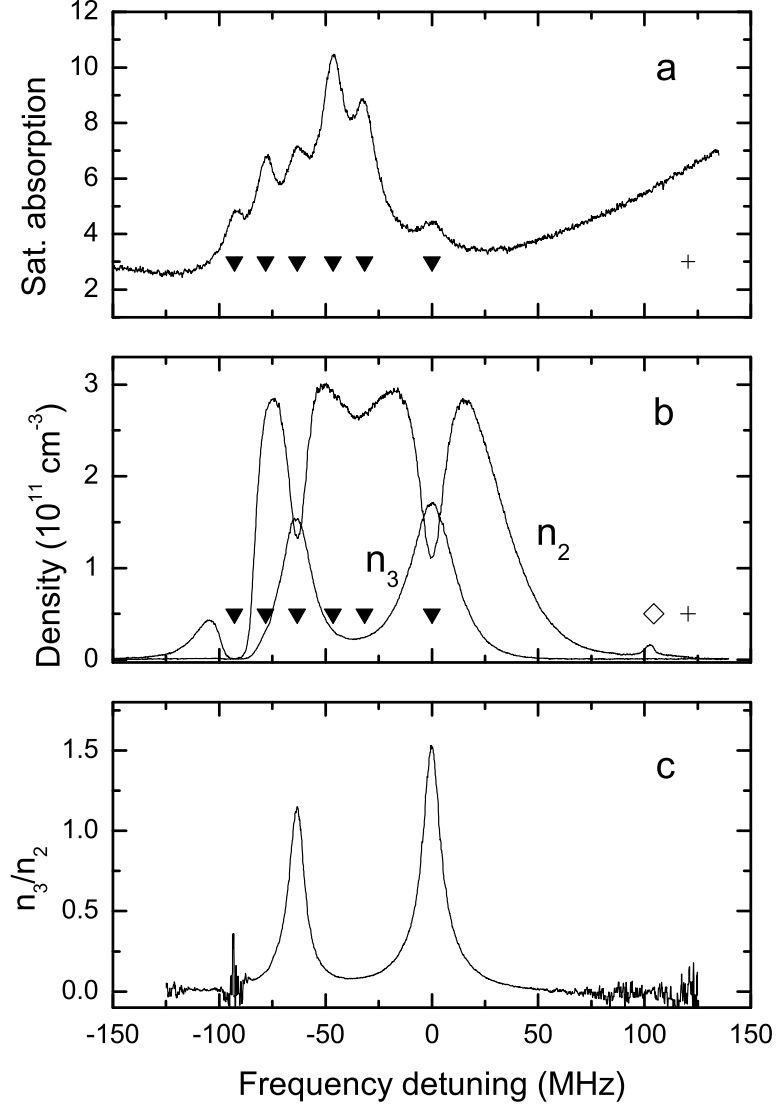 12
10
8
6
4
2
Sat. absorption
a
3
2
1
0
Density (10¹¹ cm⁻³)
b
n₃
n₂
1.5
1.0
0.5
0.0
n₃/n₂
c
-150 -100 -50 0 50 100 150
Frequency detuning (MHz)